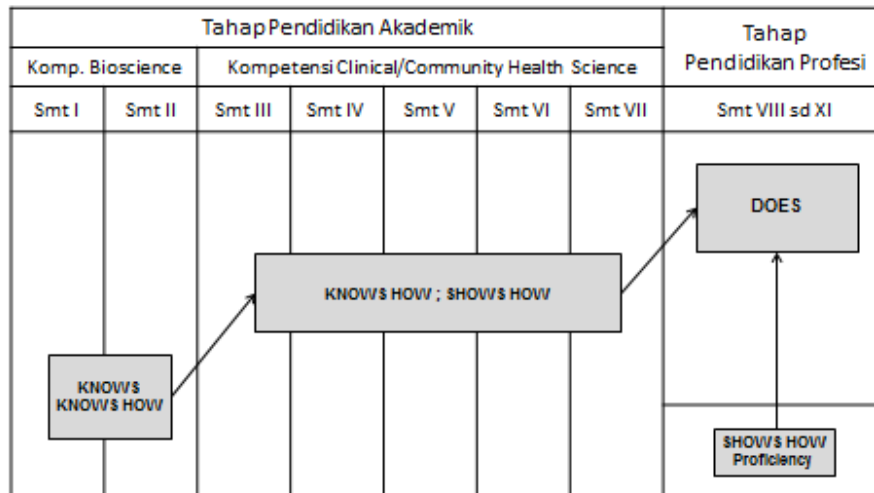 Tahap Pendidikan Akademik
Tahap
Pendidikan Profesi
Komp. Bioscience
Kompetensi Clinical/Community Health Science
Smt I
Smt II
Smt III
Smt IV
Smt V
Smt VI
Smt VII
Smt VIII sd XI
DOES
KNOWS HOW ; SHOWS HOW
KNOWS
KNOWS HOW
SHOWS HOW
Proficiency